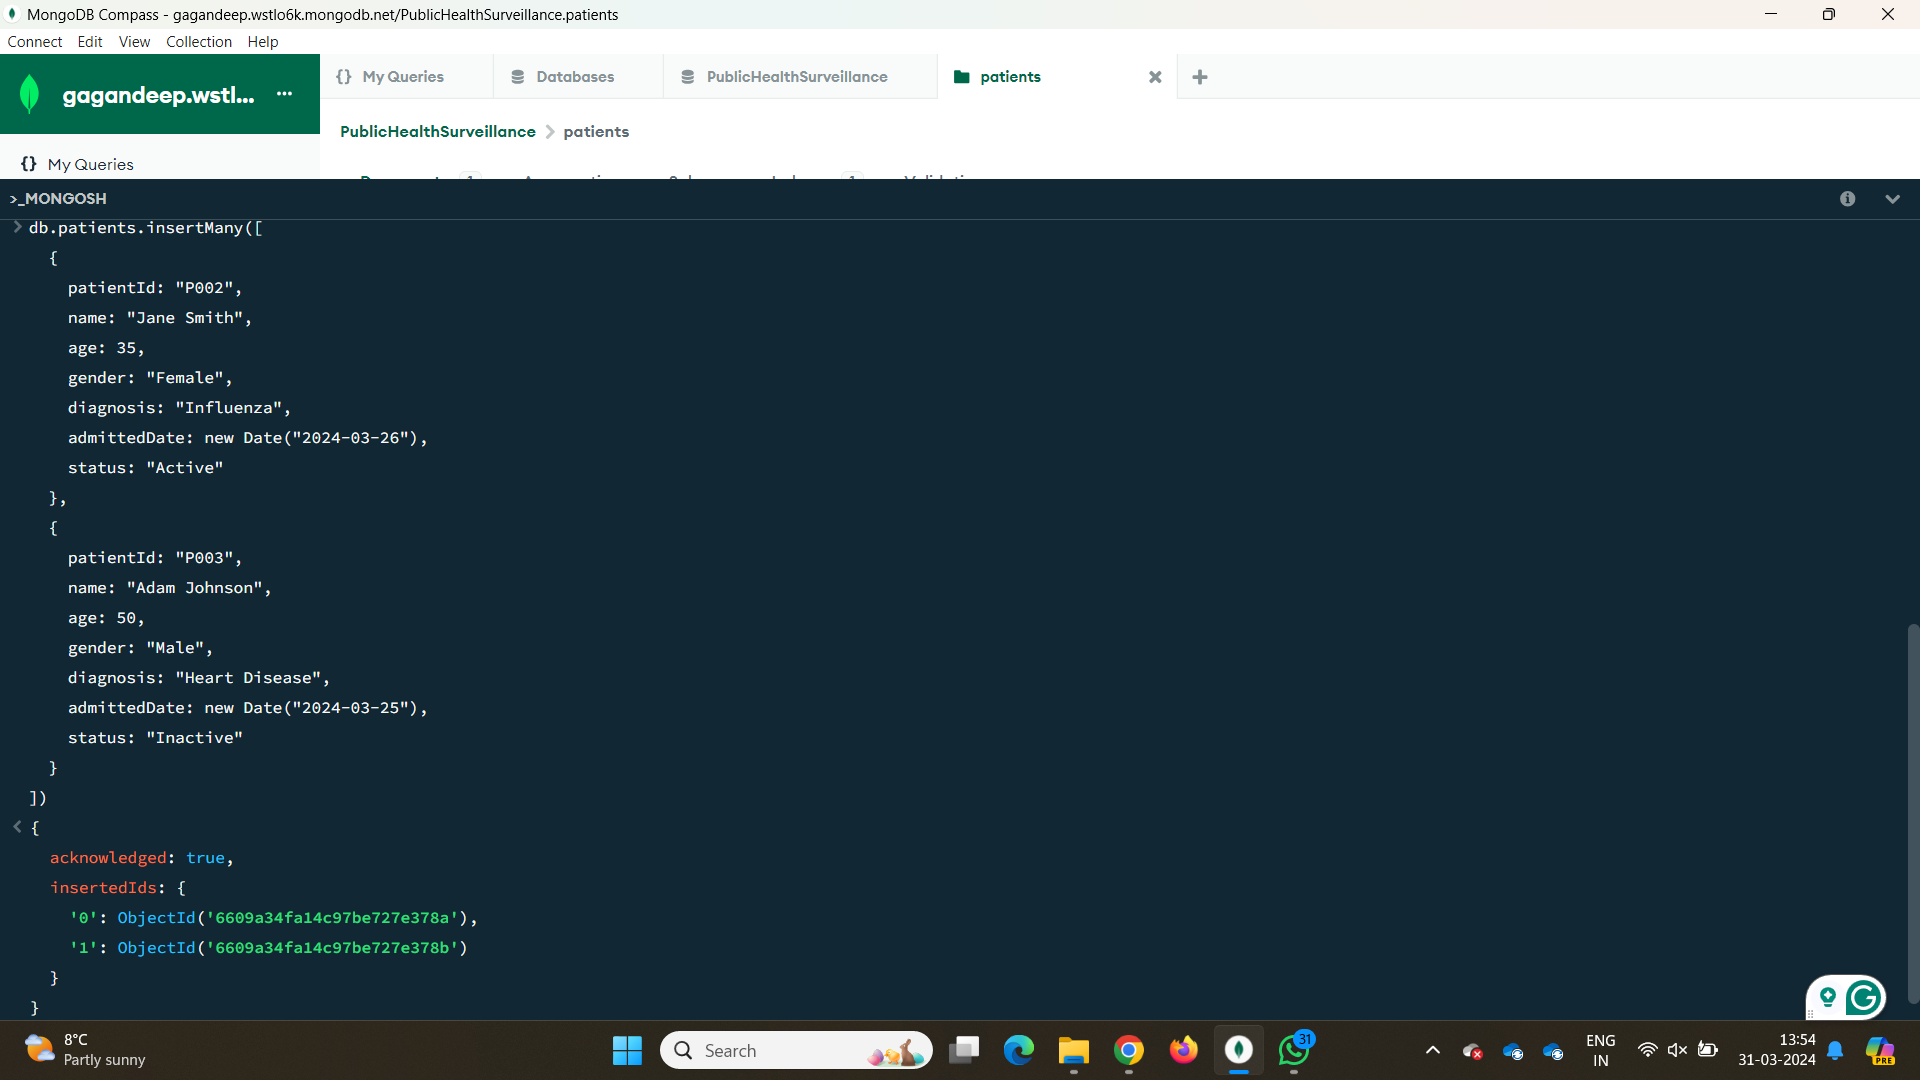 MongoDB Compass - gagandeep.wstlo6k.mongodb.net/PublicHealthSurveillance.patients
Connect Edit View Collection Help
gagandeep.wstl... ...
{} My Queries
Databases
PublicHealthSurveillance
patients
PublicHealthSurveillance > patients
{} My Queries
>_MONGOSH
> db.patients.insertMany([
{
patientId: "P002",
name: "Jane Smith",
age: 35,
gender: "Female",
diagnosis: "Influenza",
admittedDate: new Date("2024-03-26"),
status: "Active"
},
{
patientId: "P003",
name: "Adam Johnson",
age: 50,
gender: "Male",
diagnosis: "Heart Disease",
admittedDate: new Date("2024-03-25"),
status: "Inactive"
}
])
< {
acknowledged: true,
insertedIds: {
'0': ObjectId('6609a34fa14c97be727e378a'),
'1': ObjectId('6609a34fa14c97be727e378b')
}
}
8°C
Partly sunny
Search
31
ENG
IN
13:54
31-03-2024
PRE